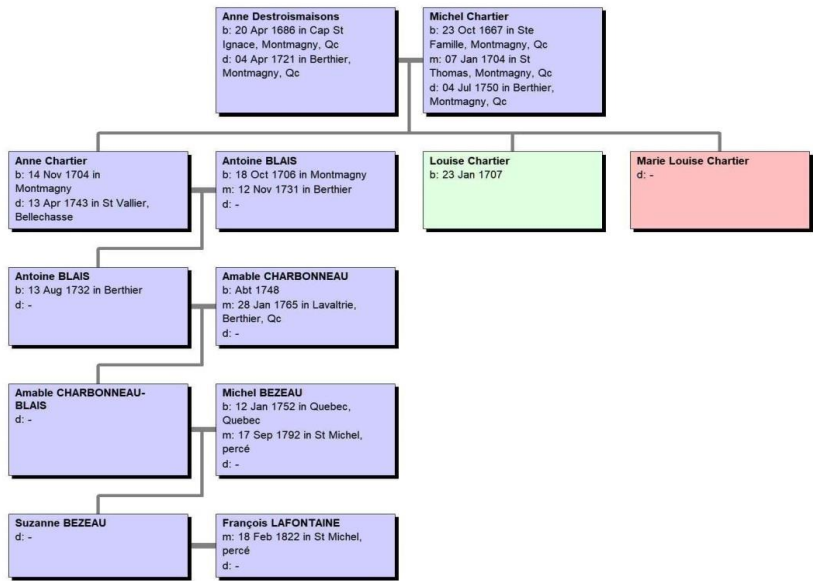 Anne Destroismaisons
b: 20 Apr 1686 in Cap St
Ignace, Montmagny, Qc
d: 04 Apr 1721 in Berthier,
Montmagny, Qc
Michel Chartier
b: 23 Oct 1667 in Ste
Famille, Montmagny, Qc
m: 07 Jan 1704 in St
Thomas, Montmagny, Qc
d: 04 Jul 1750 in Berthier,
Montmagny, Qc
Anne Chartier
b: 14 Nov 1704 in
Montmagny
d: 13 Apr 1743 in St Vallier,
Bellechasse
Antoine BLAIS
b: 18 Oct 1706 in Montmagny
m: 12 Nov 1731 in Berthier
d: -
Louise Chartier
b: 23 Jan 1707
Marie Louise Chartier
d: -
Antoine BLAIS
b: 13 Aug 1732 in Berthier
d: -
Amable CHARBONNEAU
b: Abt 1748
m: 28 Jan 1765 in Lavaltrie,
Berthier, Qc
d: -
Amable CHARBONNEAU-
BLAIS
d: -
Michel BEZEAU
b: 12 Jan 1752 in Quebec,
Quebec
m: 17 Sep 1792 in St Michel,
percé
d: -
Suzanne BEZEAU
d: -
François LAFONTAINE
m: 18 Feb 1822 in St Michel,
percé
d: -